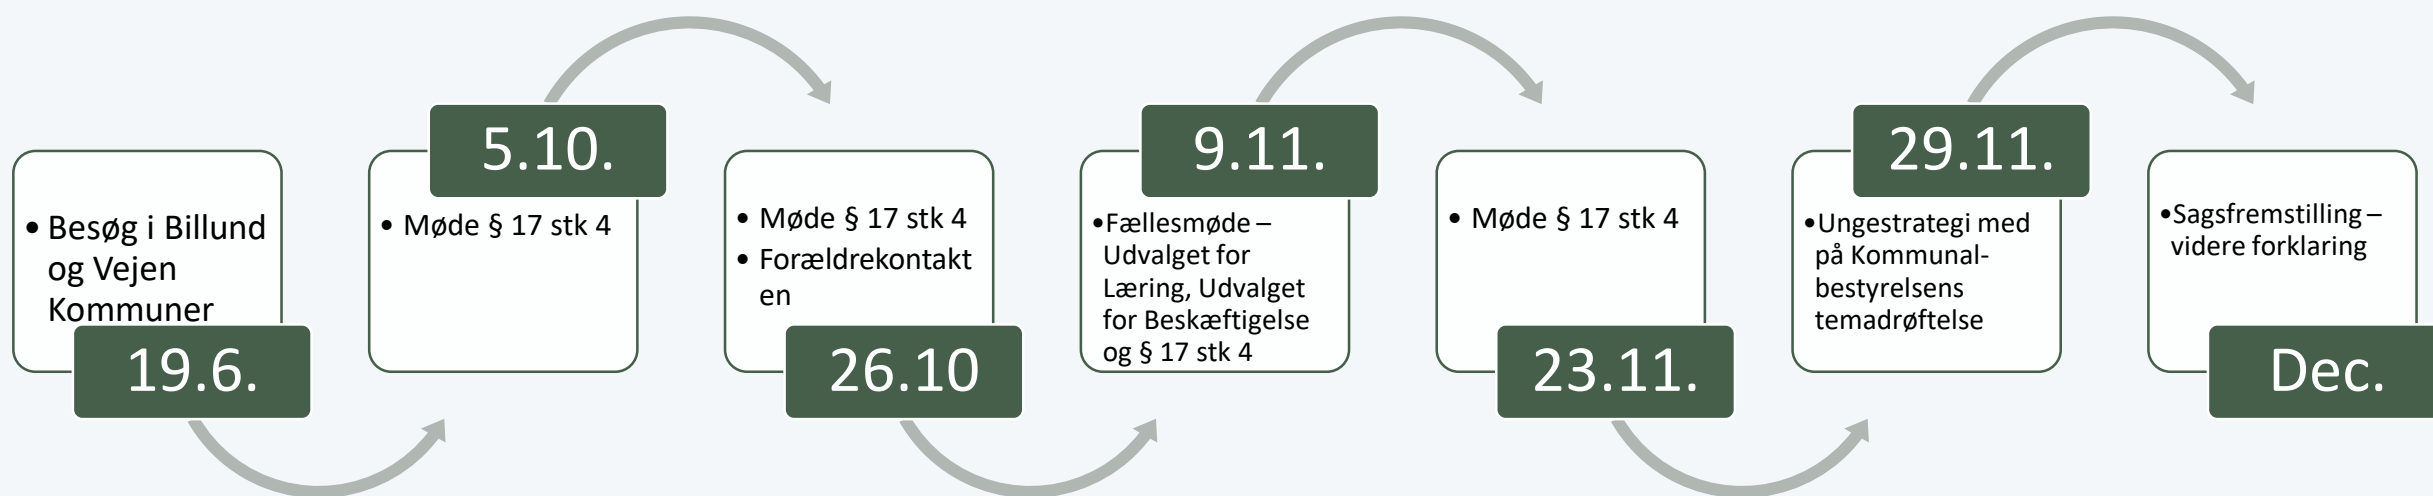 • Besøg i Billund
og Vejen
Kommuner
19.6.
5.10.
• Møde § 17 stk 4
• Møde § 17 stk 4
• Forældrekontakt
en
26.10
9.11.
•Fællesmøde –
Udvalget for
Læring, Udvalget
for Beskæftigelse
og § 17 stk 4
• Møde § 17 stk 4
23.11.
29.11.
•Ungestrategi med
på Kommunal-
bestyrelsens
temadrøftelse
•Sagsfremstilling –
videre forklaring
Dec.